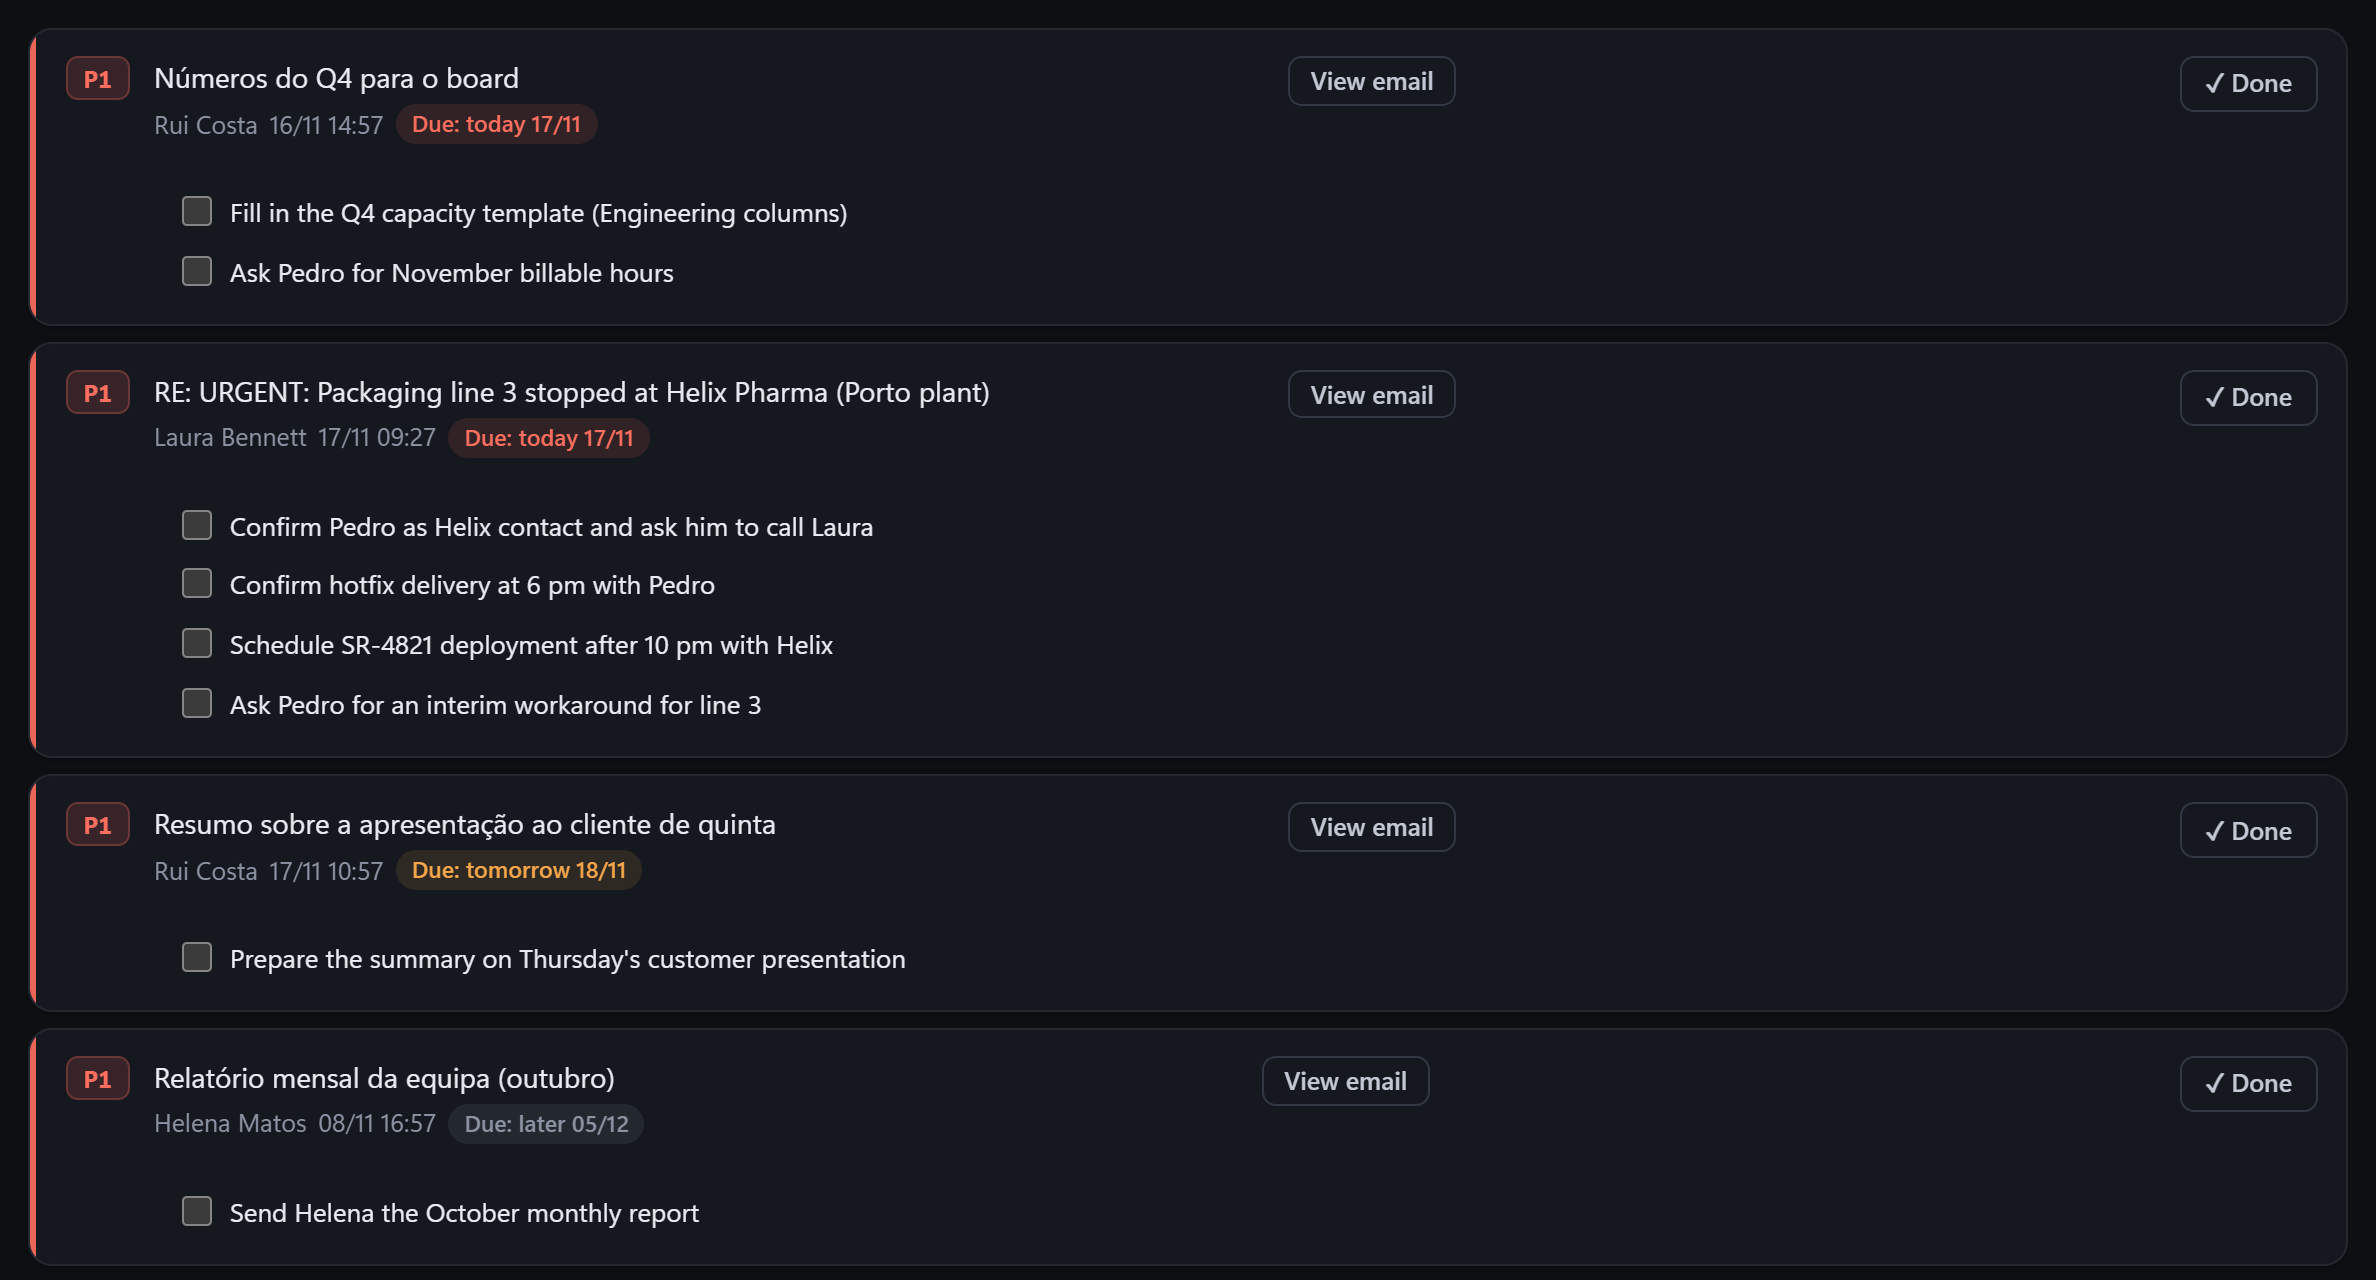 P1 Números do Q4 para o board View email ✓ Done
Rui Costa 16/11 14:57 Due: today 17/11
Fill in the Q4 capacity template (Engineering columns)
Ask Pedro for November billable hours
P1 RE: URGENT: Packaging line 3 stopped at Helix Pharma (Porto plant) View email ✓ Done
Laura Bennett 17/11 09:27 Due: today 17/11
Confirm Pedro as Helix contact and ask him to call Laura
Confirm hotfix delivery at 6 pm with Pedro
Schedule SR-4821 deployment after 10 pm with Helix
Ask Pedro for an interim workaround for line 3
P1 Resumo sobre a apresentação ao cliente de quinta View email ✓ Done
Rui Costa 17/11 10:57 Due: tomorrow 18/11
Prepare the summary on Thursday's customer presentation
P1 Relatório mensal da equipa (outubro) View email ✓ Done
Helena Matos 08/11 16:57 Due: later 05/12
Send Helena the October monthly report